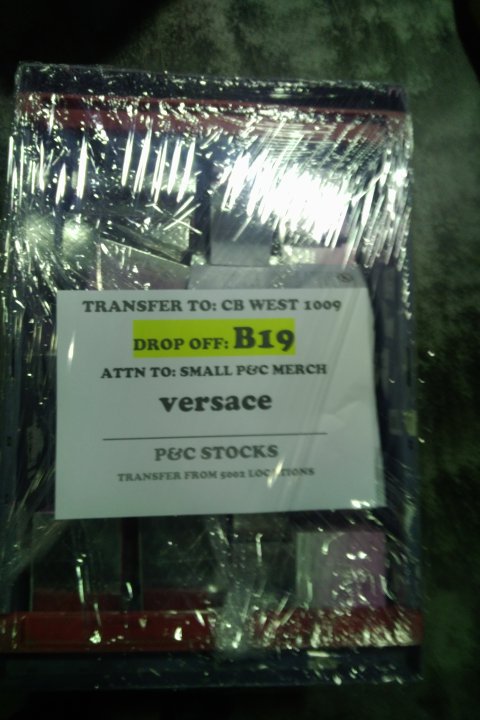 TRANSFER TO: CB WEST 1009
DROP OFF: B19
ATTN TO: SMALL P&C MERCH
versace
P&C STOCKS
TRANSFER FROM 5002 LOCATIONS